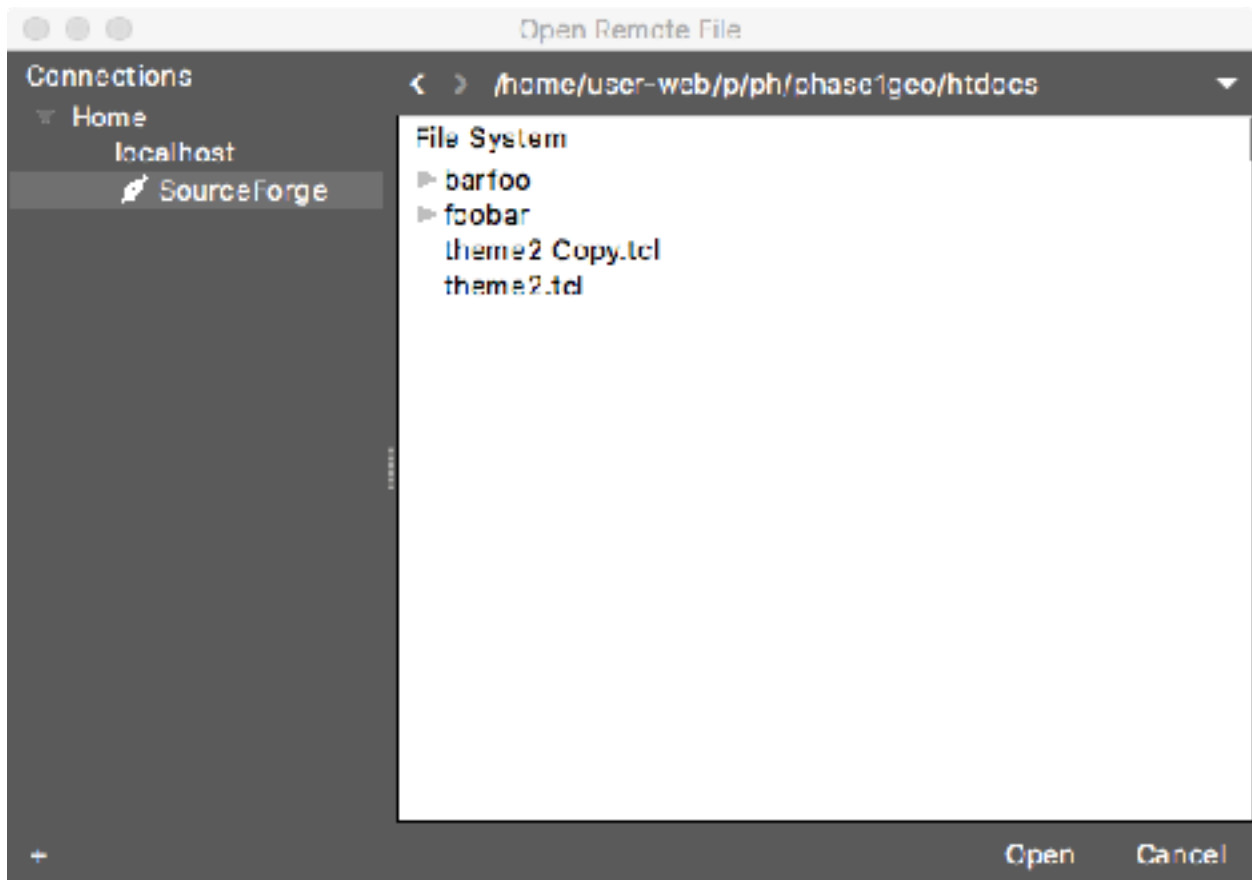 Open Remote File
Connections
Home
localhost
SourceForge
/home/user-web/p/ph/phase1geo/htdocs
File System
barfoo
foobar
theme2 Copy.tcl
theme2.tcl
+
Open
Cancel